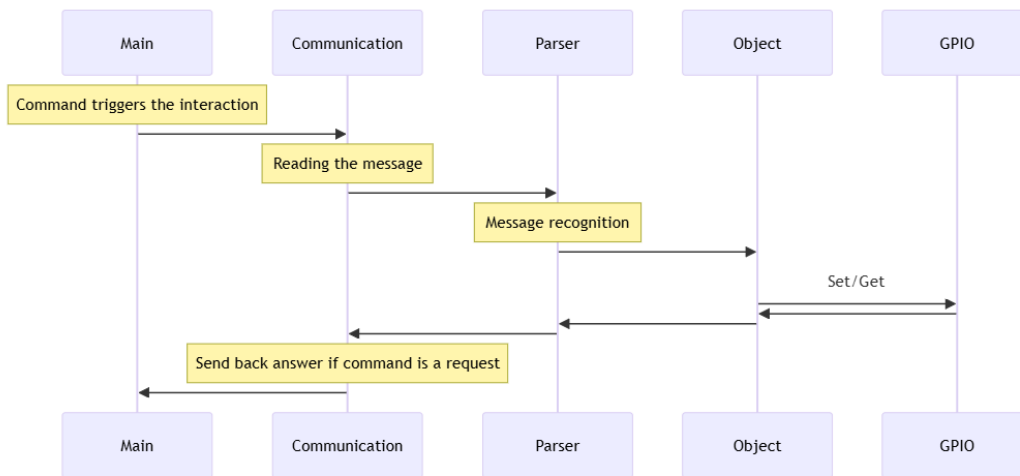 Main
Communication
Parser
Object
GPIO
Command triggers the interaction
Reading the message
Message recognition
Set/Get
Send back answer if command is a request
Main
Communication
Parser
Object
GPIO